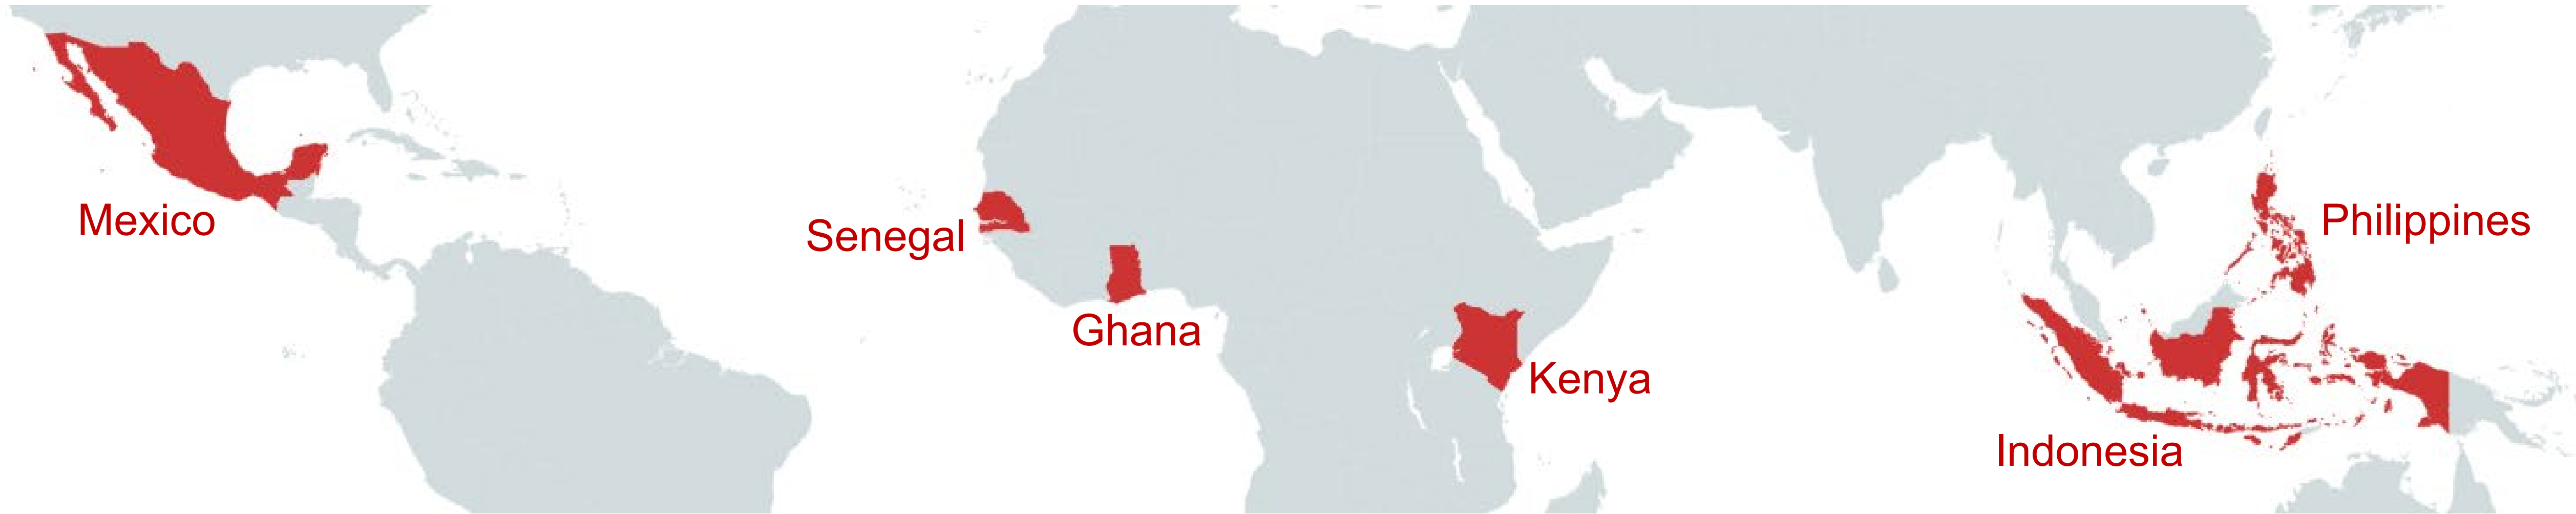 Mexico
Senegal
Ghana
Kenya
Philippines
Indonesia